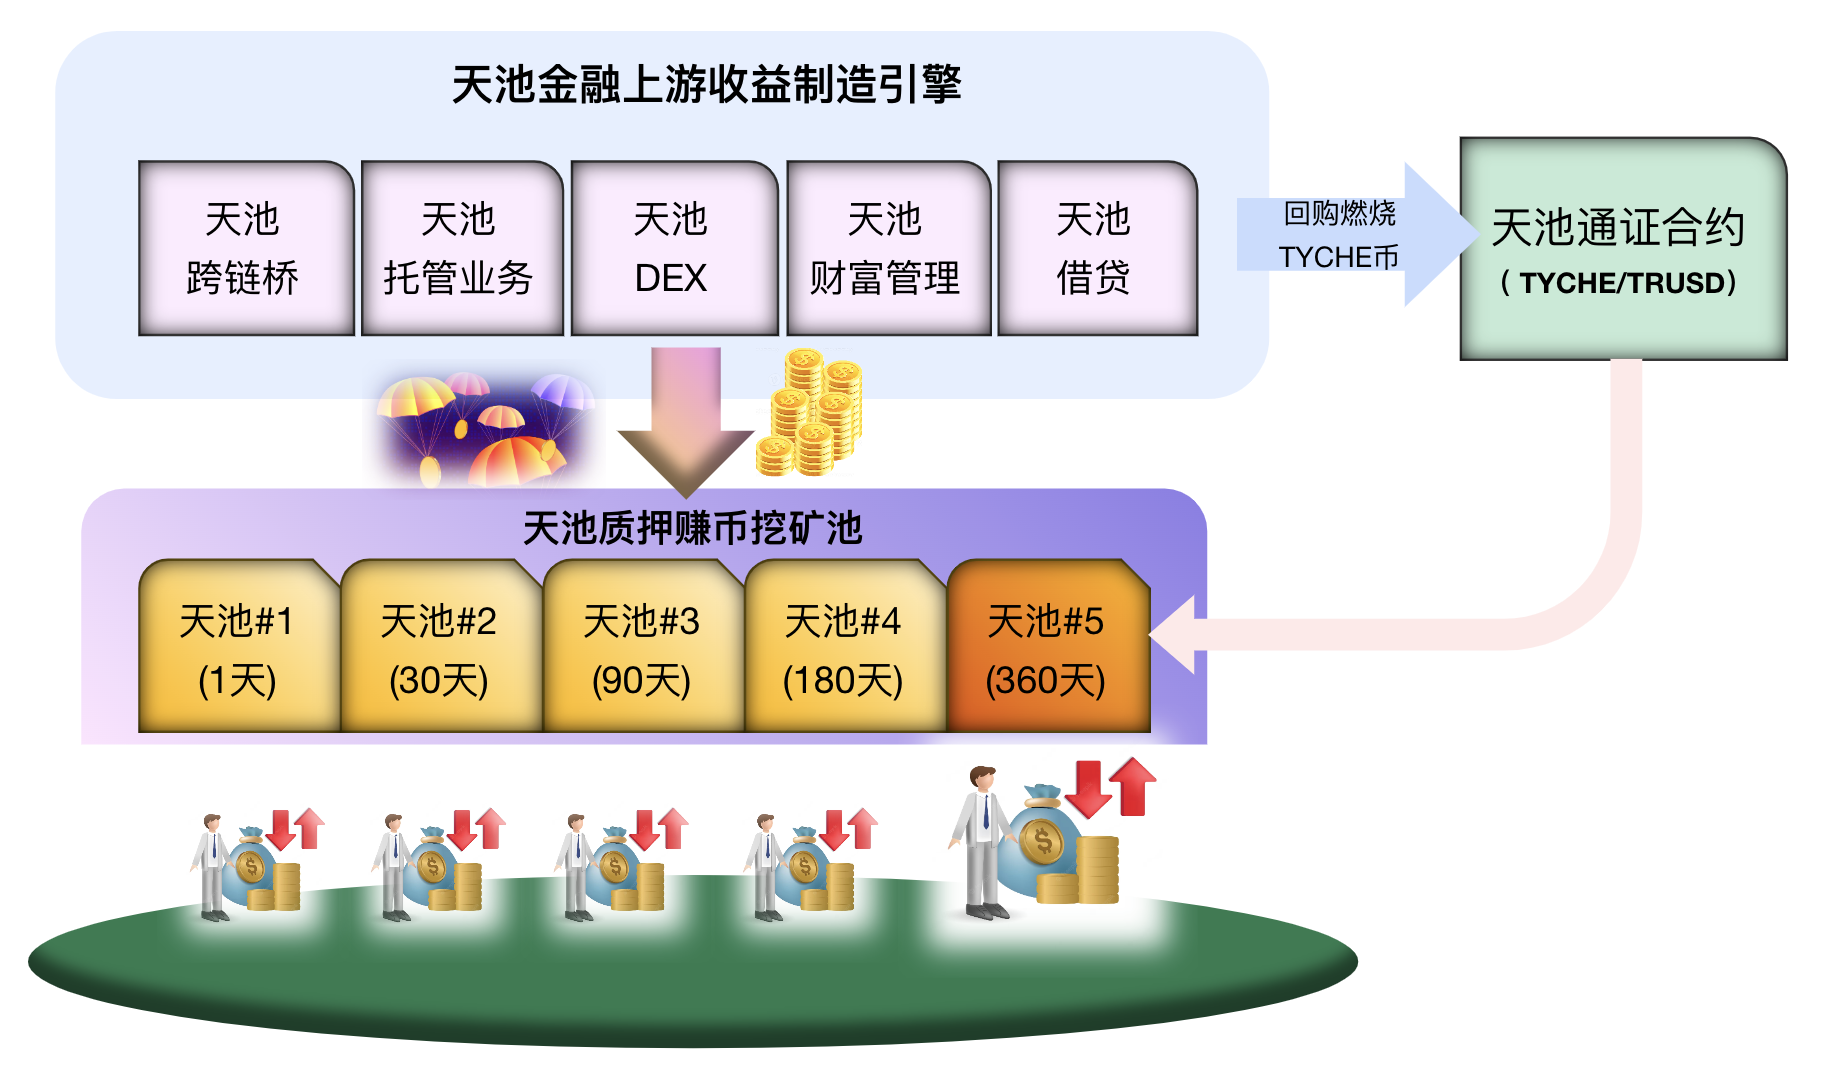 天池金融上游收益制造引擎
天池
跨链桥
天池
托管业务
天池
DEX
天池
财富管理
天池
借贷
回购燃烧
TYCHE币
天池通证合约
( TYCHE/TRUSD)
天池质押赚币挖矿池
天池#1
(1天)
天池#2
(30天)
天池#3
(90天)
天池#4
(180天)
天池#5
(360天)